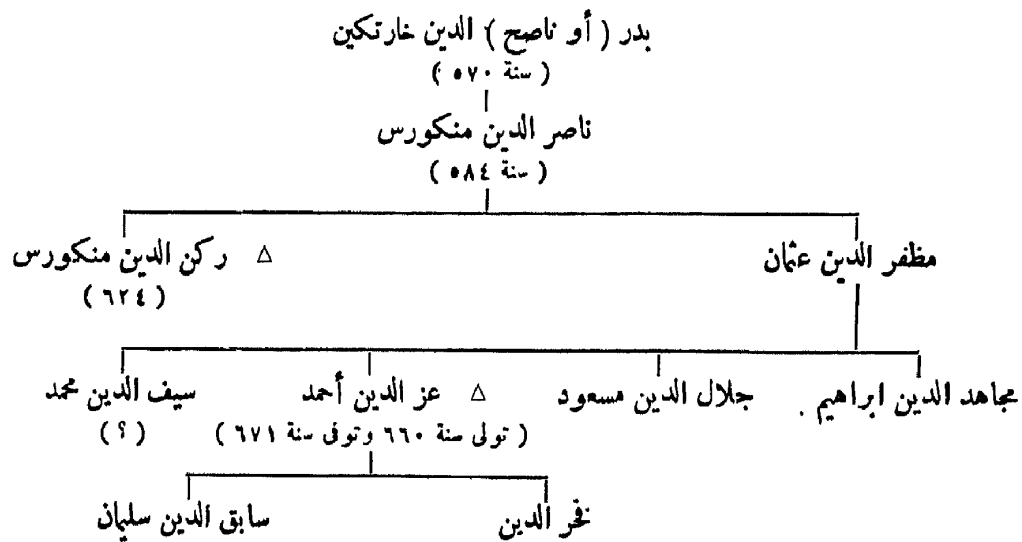 بدر ( أو ناصح ) الدين خارتكين
( سنة ٥٧٠ )
ناصر الدين منكورس
( سنة ٥٨٤ )
مظفر الدين عثمان △ ركن الدين منكورس
( ٦٢٤ )
مجاهد الدين ابراهيم . جلال الدين مسعود △ عز الدين أحمد سيف الدين محمد
( تولى سنة ٦٦٠ وتوفى سنة ٦٧١ ) ( ؟ )
فخر الدين سابق الدين سليمان